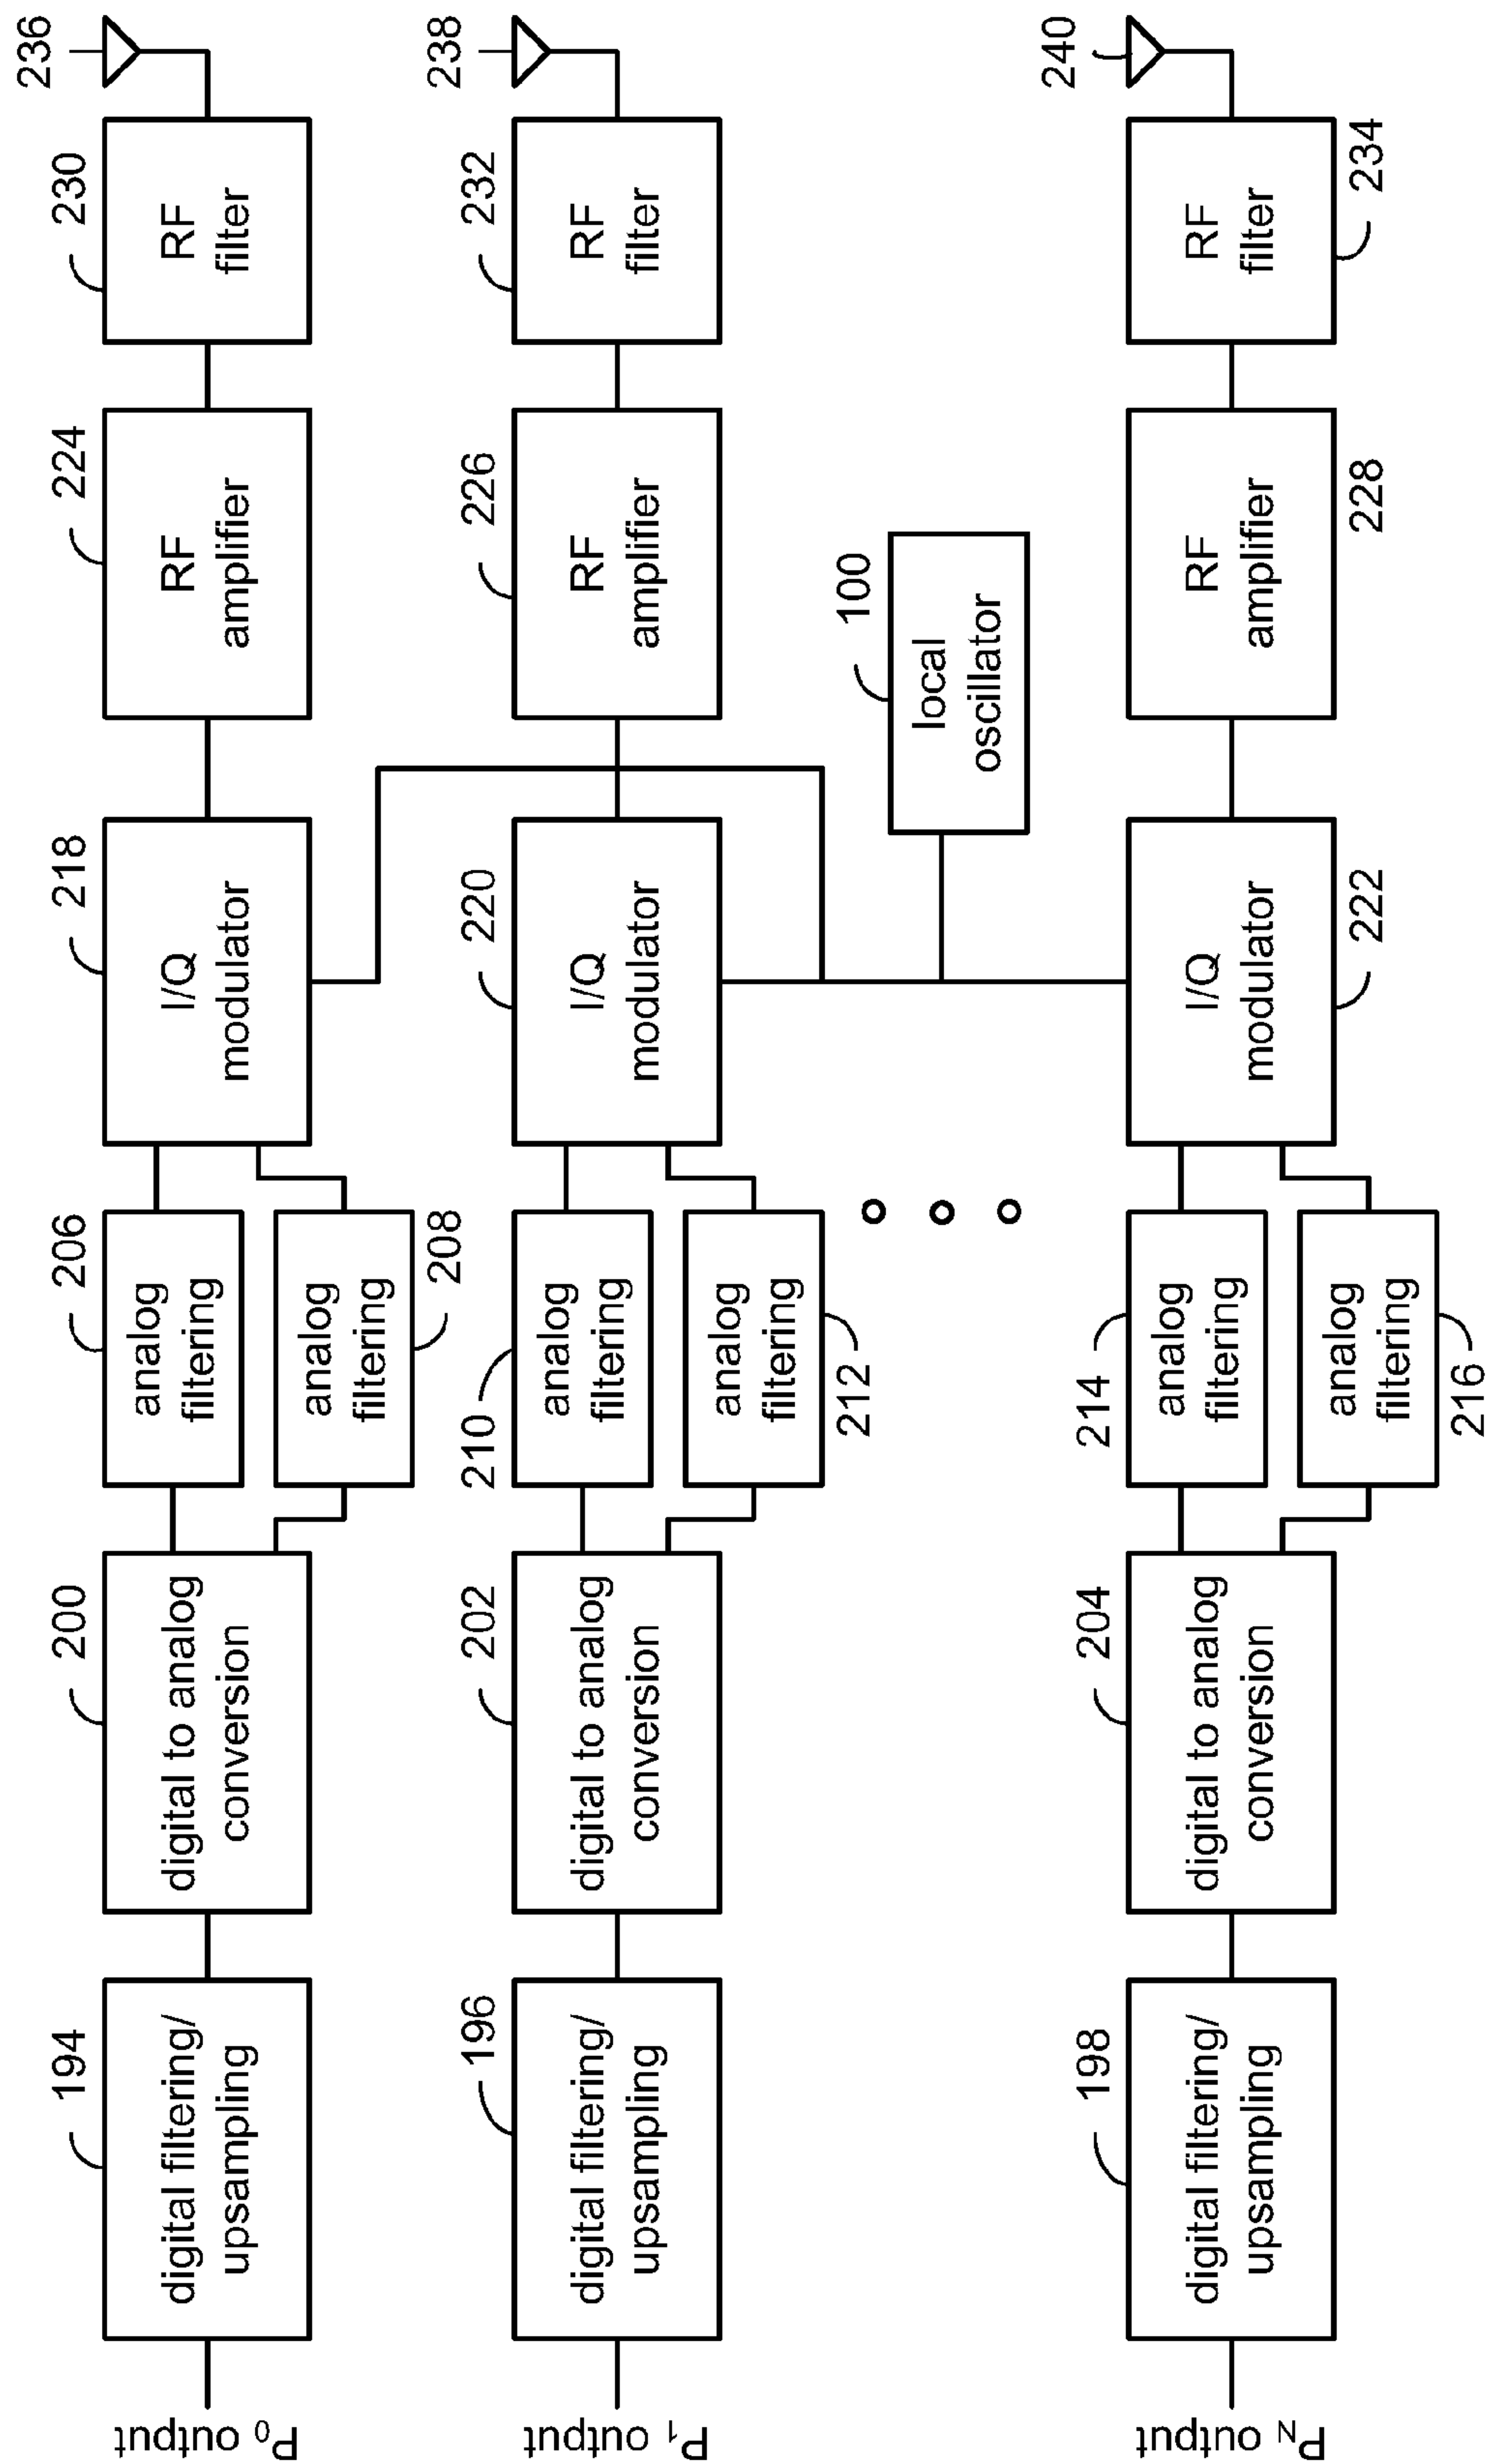 P0 output
194
digital filtering/
upsampling
200
digital to analog
conversion
206
analog
filtering
analog
filtering
208
218
I/Q
modulator
224
RF
amplifier
230
RF
filter
236
P1 output
196
digital filtering/
upsampling
202
digital to analog
conversion
210
analog
filtering
analog
filtering
212
220
I/Q
modulator
226
RF
amplifier
232
RF
filter
238
100
local
oscillator
PN output
198
digital filtering/
upsampling
204
digital to analog
conversion
214
analog
filtering
analog
filtering
216
I/Q
modulator
222
RF
amplifier
228
RF
filter
234
240